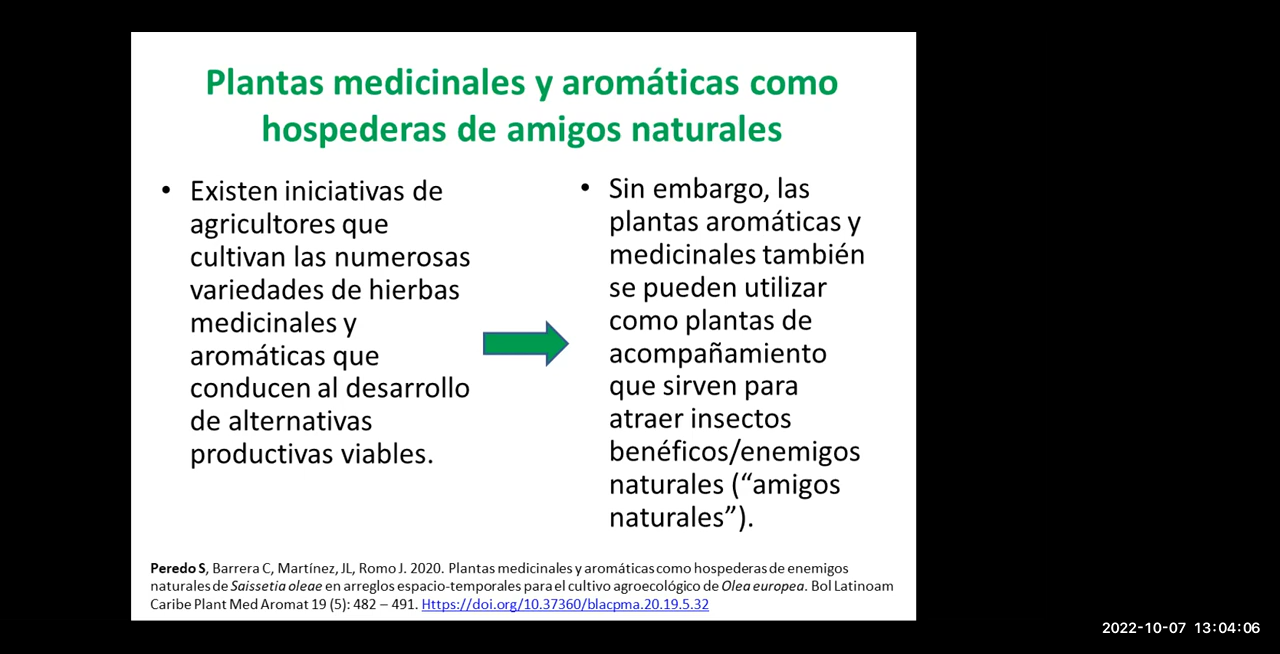 Plantas medicinales y aromáticas como
hospederas de amigos naturales
• Existen iniciativas de
agricultores que
cultivan las numerosas
variedades de hierbas
medicinales y
aromáticas que
conducen al desarrollo
de alternativas
productivas viables.
• Sin embargo, las
plantas aromáticas y
medicinales también
se pueden utilizar
como plantas de
acompañamiento
que sirven para
atraer insectos
benéficos/enemigos
naturales (“amigos
naturales”).
Peredo S, Barrera C, Martínez, JL, Romo J. 2020. Plantas medicinales y aromáticas como hospederas de enemigos
naturales de Saissetia oleae en arreglos espacio-temporales para el cultivo agroecológico de Olea europea. Bol Latinoam
Caribe Plant Med Aromat 19 (5): 482 – 491. Https://doi.org/10.37360/blacpma.20.19.5.32
2022-10-07 13:04:06